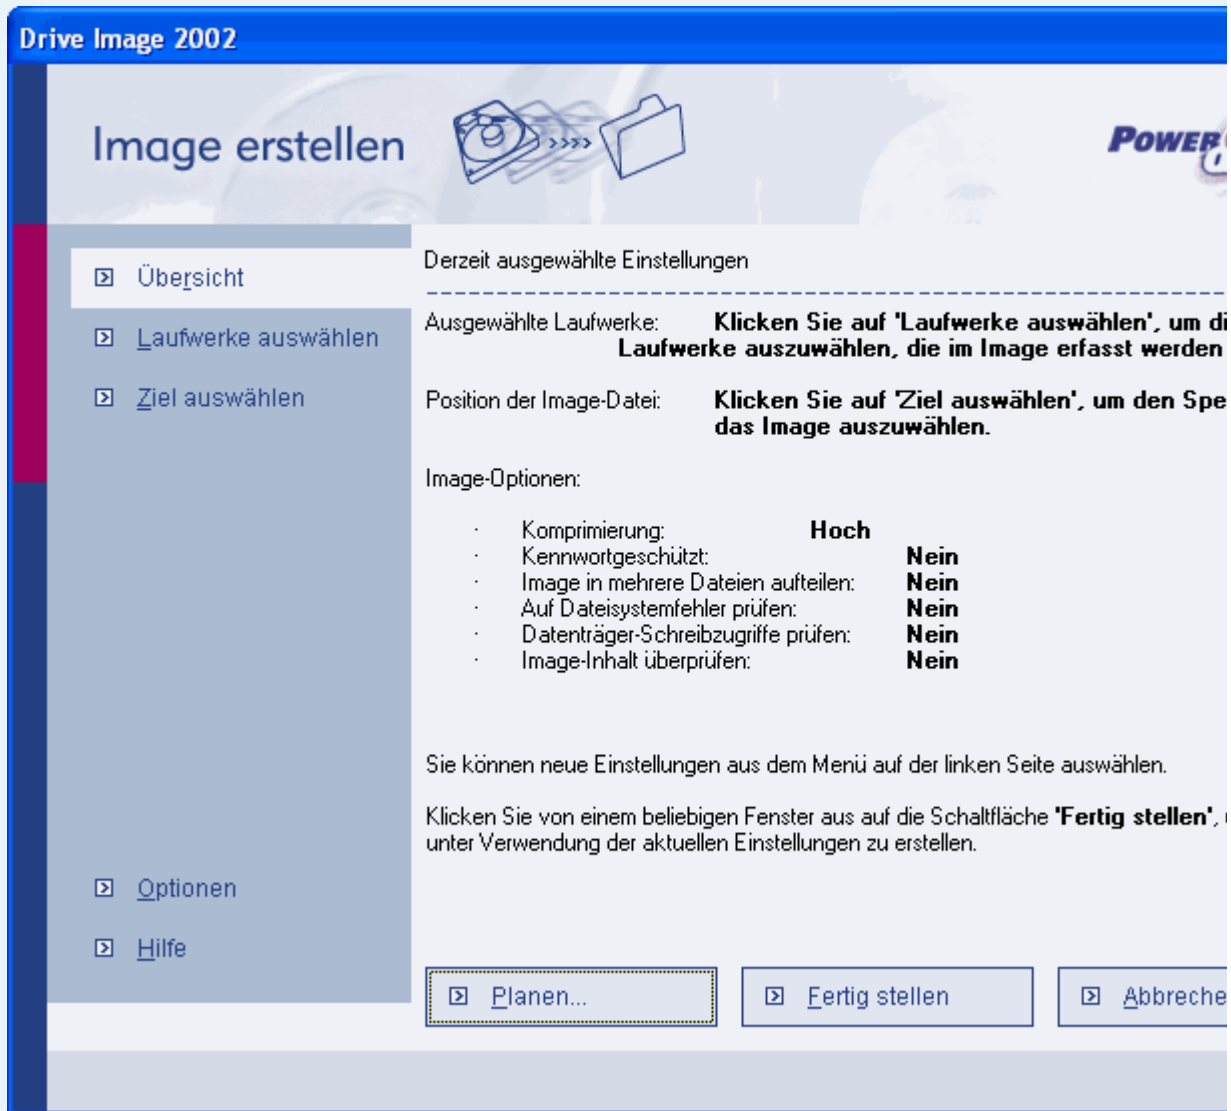 Drive Image 2002
Image erstellen
POWER
Übersicht
Laufwerke auswählen
Ziel auswählen
Optionen
Hilfe
Derzeit ausgewählte Einstellungen
Ausgewählte Laufwerke: Klicken Sie auf 'Laufwerke auswählen', um di
Laufwerke auszuwählen, die im Image erfasst werden
Position der Image-Datei: Klicken Sie auf 'Ziel auswählen', um den Spe
das Image auszuwählen.
Image-Optionen:
· Komprimierung: Hoch
· Kennwortgeschützt: Nein
· Image in mehrere Dateien aufteilen: Nein
· Auf Dateisystemfehler prüfen: Nein
· Datenträger-Schreibzugriffe prüfen: Nein
· Image-Inhalt überprüfen: Nein
Sie können neue Einstellungen aus dem Menü auf der linken Seite auswählen.
Klicken Sie von einem beliebigen Fenster aus auf die Schaltfläche 'Fertig stellen',
unter Verwendung der aktuellen Einstellungen zu erstellen.
Planen... Fertig stellen Abbreche